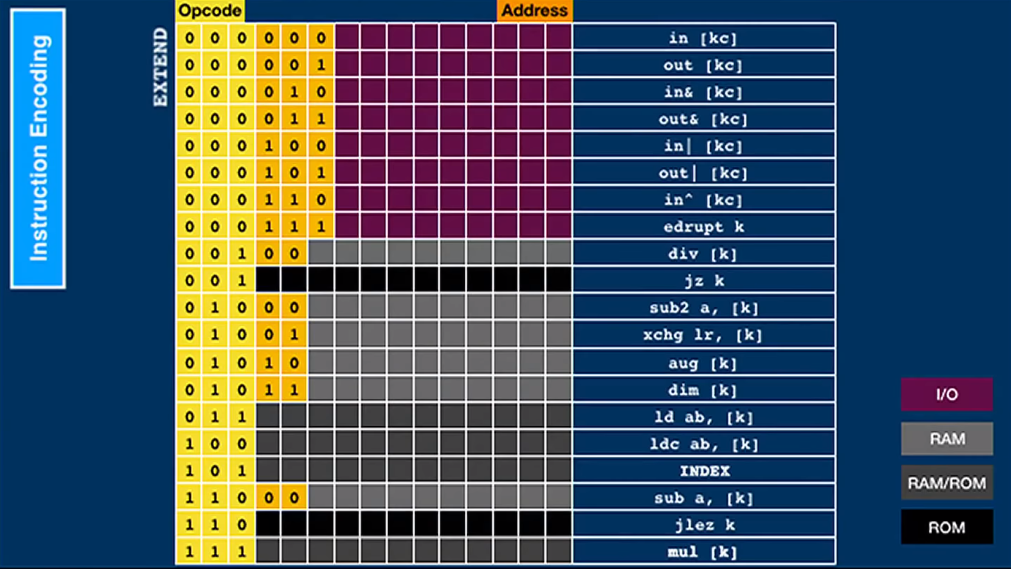 Opcode Address
Instruction Encoding
EXTEND
0 0 0 0 0 0 in [kc]
0 0 0 0 0 1 out [kc]
0 0 0 0 1 0 in& [kc]
0 0 0 0 1 1 out& [kc]
0 0 0 1 0 0 in| [kc]
0 0 0 1 0 1 out| [kc]
0 0 0 1 1 0 in^ [kc]
0 0 0 1 1 1 edrupt k
0 0 1 0 0 div [k]
0 0 1 jz k
0 1 0 0 0 sub2 a, [k]
0 1 0 0 1 xchg lr, [k]
0 1 0 1 0 aug [k]
0 1 0 1 1 dim [k]
0 1 1 ld ab, [k]
1 0 0 ldc ab, [k]
1 0 1 INDEX
1 1 0 0 0 sub a, [k]
1 1 0 jlez k
1 1 1 mul [k]
I/O
RAM
RAM/ROM
ROM